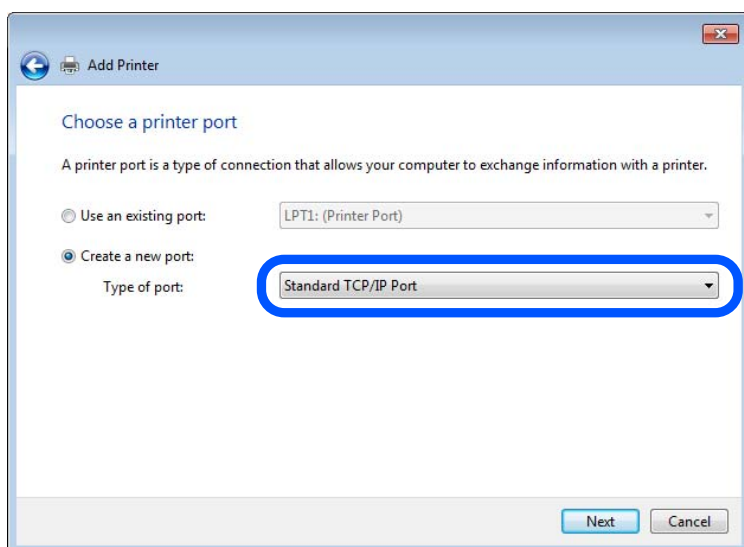 Add Printer
Choose a printer port
A printer port is a type of connection that allows your computer to exchange information with a printer.
Use an existing port: LPT1: (Printer Port)
Create a new port:
Type of port: Standard TCP/IP Port
Next Cancel